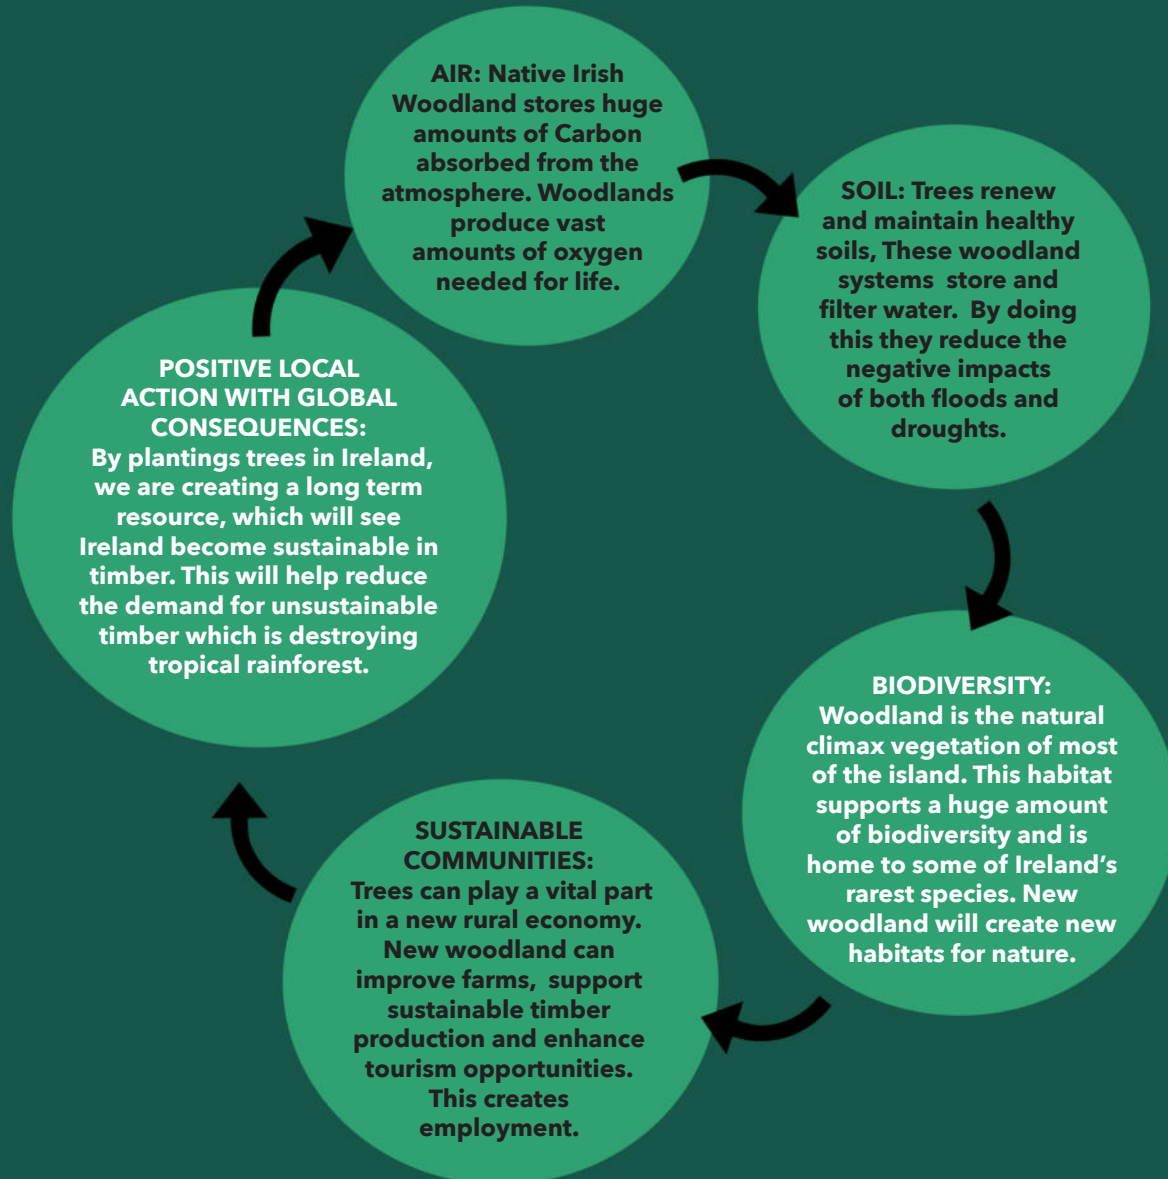 AIR: Native Irish
Woodland stores huge
amounts of Carbon
absorbed from the
atmosphere. Woodlands
produce vast
amounts of oxygen
needed for life.
SOIL: Trees renew
and maintain healthy
soils, These woodland
systems store and
filter water. By doing
this they reduce the
negative impacts
of both floods and
droughts.
BIODIVERSITY:
Woodland is the natural
climax vegetation of most
of the island. This habitat
supports a huge amount
of biodiversity and is
home to some of Ireland's
rarest species. New
woodland will create new
habitats for nature.
SUSTAINABLE
COMMUNITIES:
Trees can play a vital part
in a new rural economy.
New woodland can
improve farms, support
sustainable timber
production and enhance
tourism opportunities.
This creates
employment.
POSITIVE LOCAL
ACTION WITH GLOBAL
CONSEQUENCES:
By plantings trees in Ireland,
we are creating a long term
resource, which will see
Ireland become sustainable in
timber. This will help reduce
the demand for unsustainable
timber which is destroying
tropical rainforest.